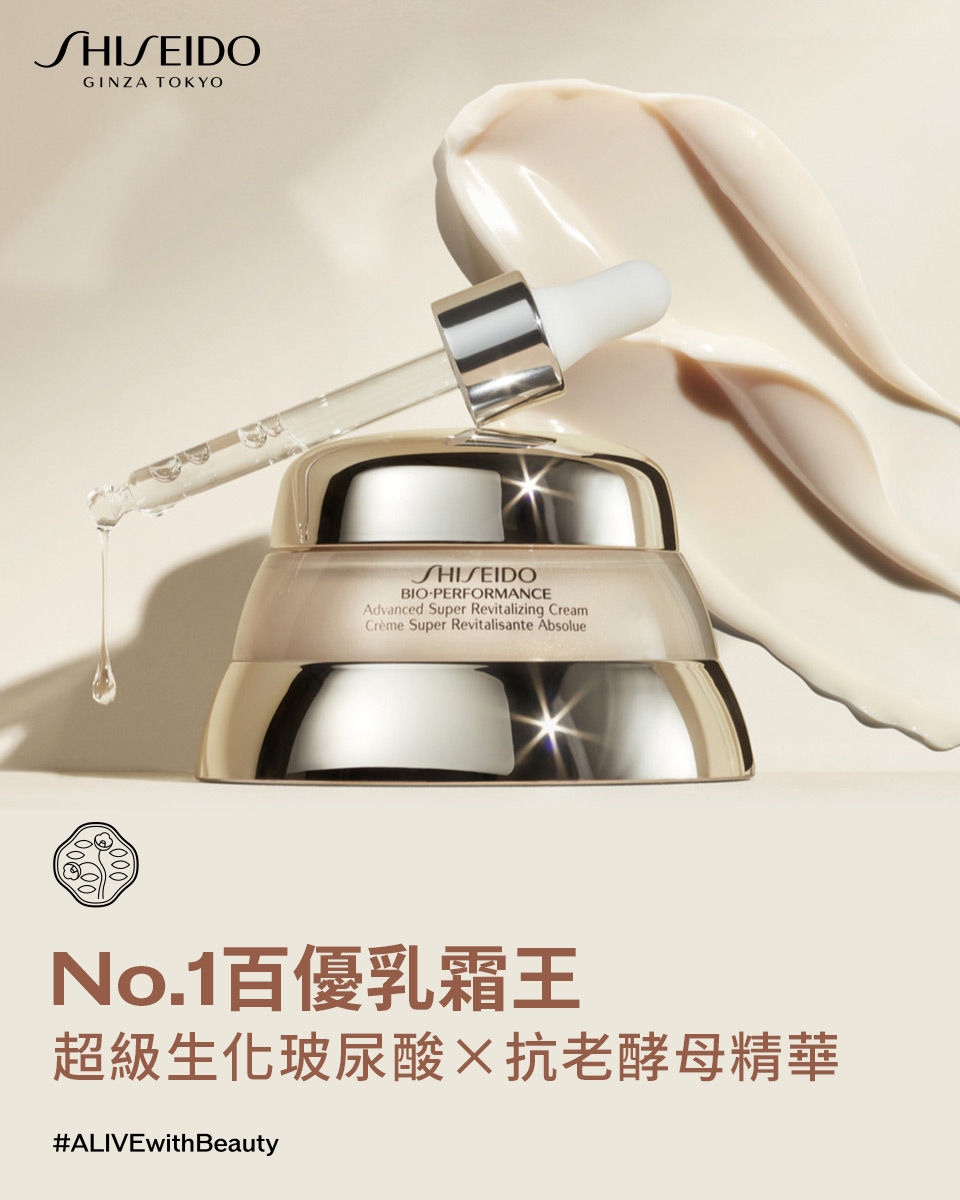 SHISEIDO
GINZA TOKYO
SHISEIDO
BIO-PERFORMANCE
Advanced Super Revitalizing Cream
Crème Super Revitalisante Absolue
No.1百優乳霜王
超級生化玻尿酸×抗老酵母精華
#ALIVEwithBeauty